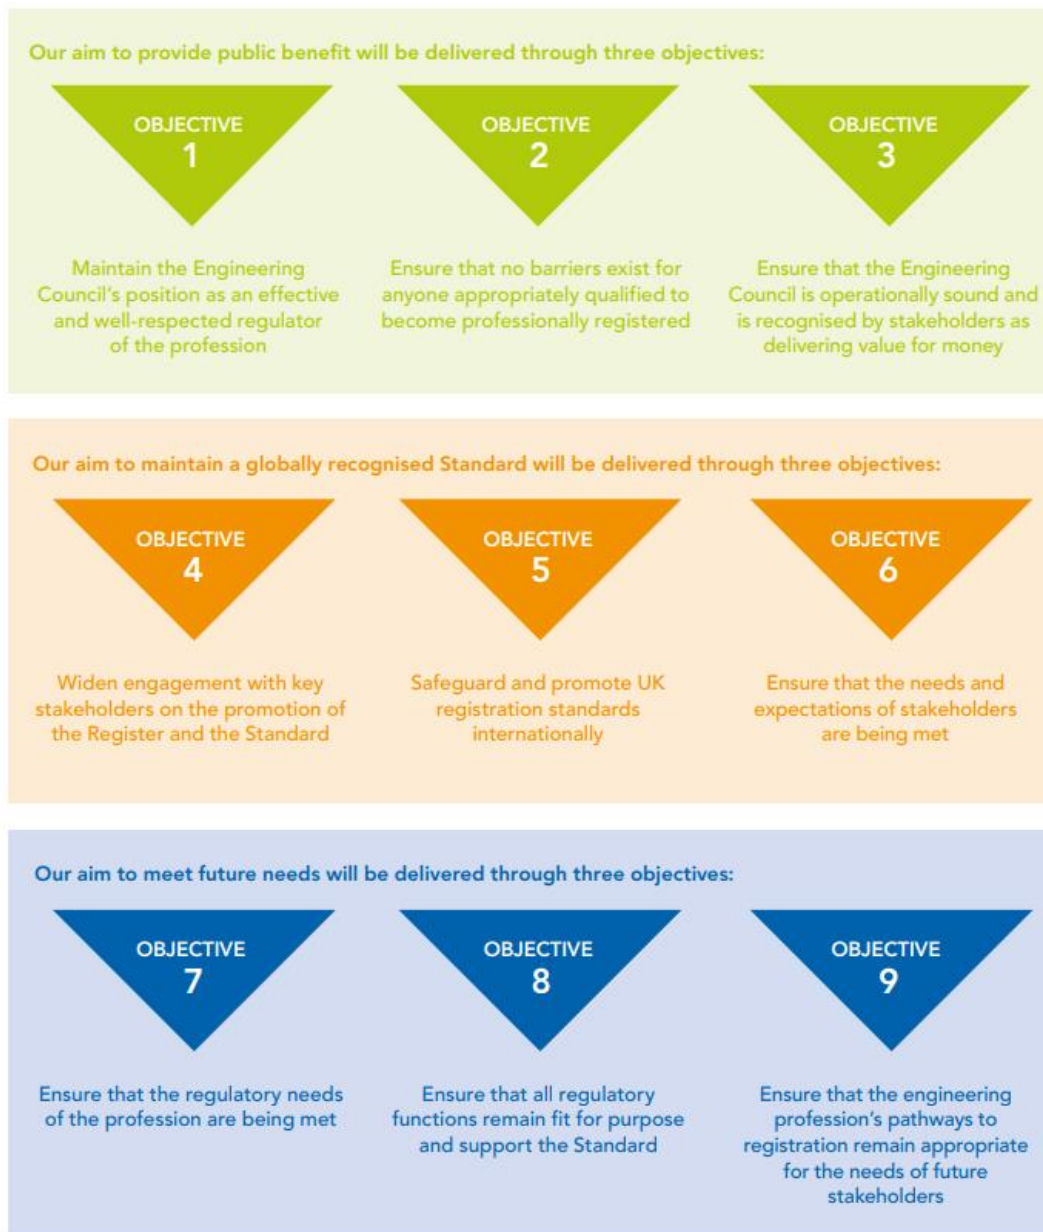 Our aim to provide public benefit will be delivered through three objectives:
OBJECTIVE
1
Maintain the Engineering
Council's position as an effective
and well-respected regulator
of the profession
OBJECTIVE
2
Ensure that no barriers exist for
anyone appropriately qualified to
become professionally registered
OBJECTIVE
3
Ensure that the Engineering
Council is operationally sound and
is recognised by stakeholders as
delivering value for money
Our aim to maintain a globally recognised Standard will be delivered through three objectives:
OBJECTIVE
4
Widen engagement with key
stakeholders on the promotion of
the Register and the Standard
OBJECTIVE
5
Safeguard and promote UK
registration standards
internationally
OBJECTIVE
6
Ensure that the needs and
expectations of stakeholders
are being met
Our aim to meet future needs will be delivered through three objectives:
OBJECTIVE
7
Ensure that the regulatory needs
of the profession are being met
OBJECTIVE
8
Ensure that all regulatory
functions remain fit for purpose
and support the Standard
OBJECTIVE
9
Ensure that the engineering
profession's pathways to
registration remain appropriate
for the needs of future
stakeholders